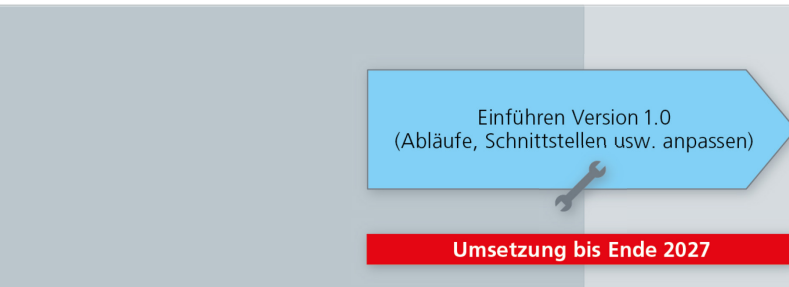 Einführen Version 1.0
(Abläufe, Schnittstellen usw. anpassen)
Umsetzung bis Ende 2027